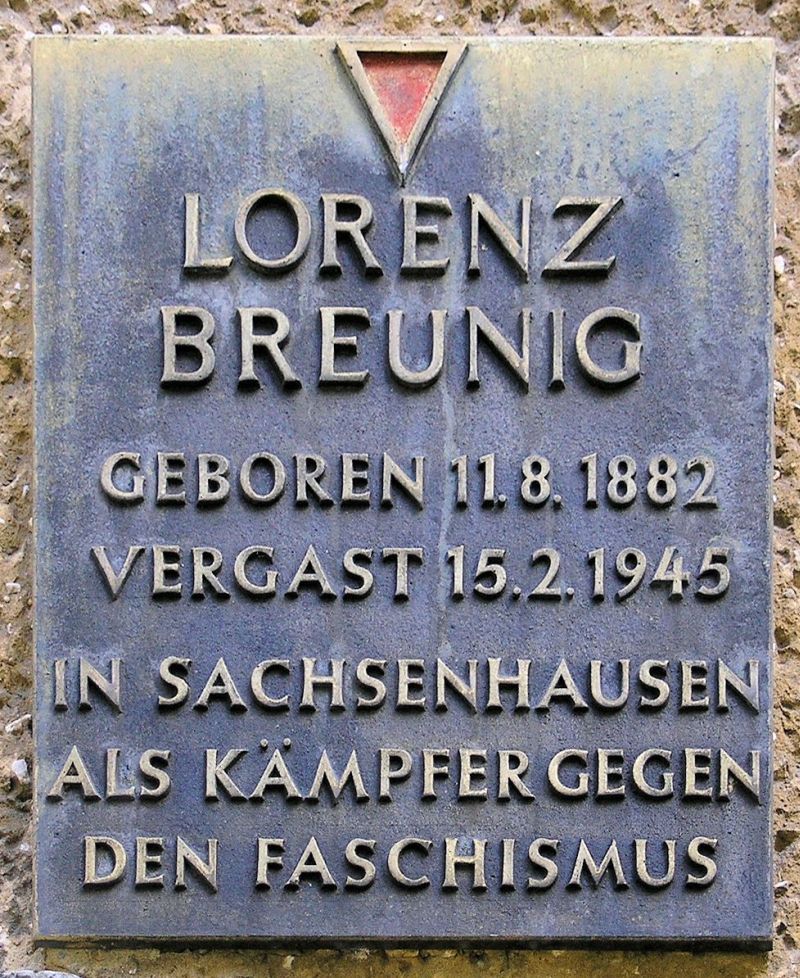 LORENZ
BREUNIG
GEBOREN 11.8.1882
VERGAST 15.2.1945
IN SACHSENHAUSEN
ALS KÄMPFER GEGEN
DEN FASCHISMUS